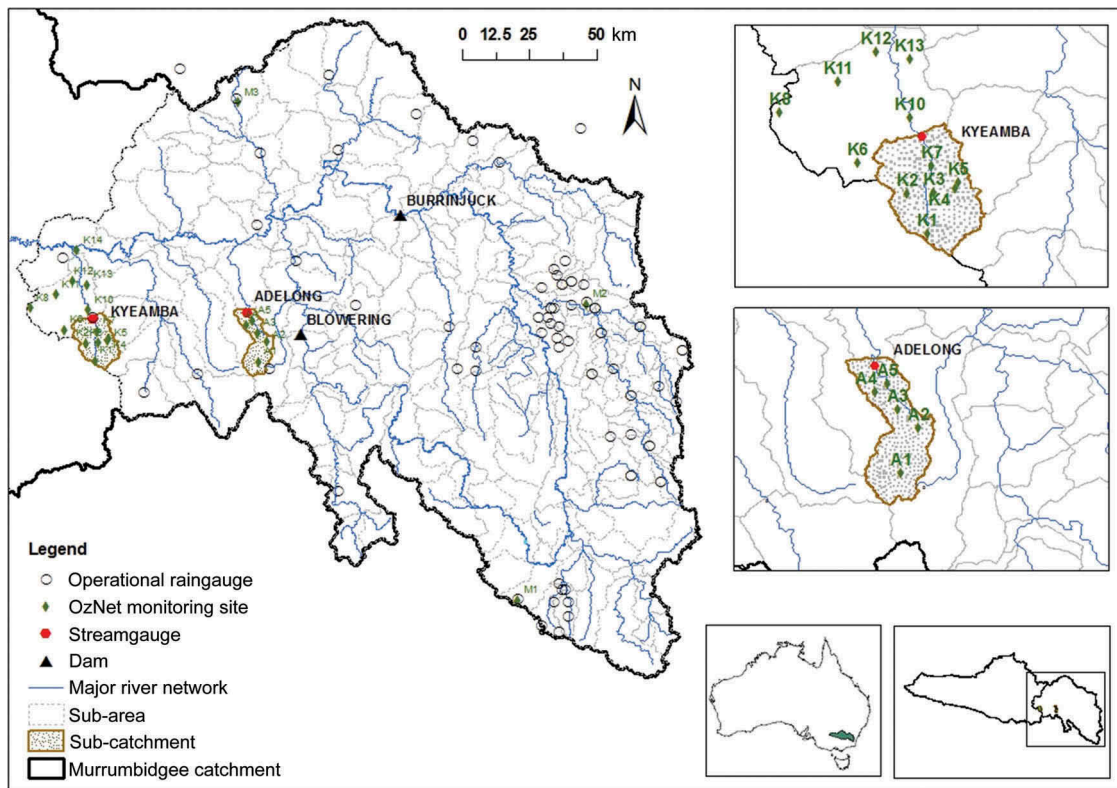 0 12.5 25 50 km
N
M3
BURRINJUCK
K14
K12
K13
K11
K8
K10
KYEAMBA
K5
ADELONG
A5
BLOWERING
M2
M1
Legend
Operational raingauge
OzNet monitoring site
Streamgauge
Dam
Major river network
Sub-area
Sub-catchment
Murrumbidgee catchment
K12
K13
K11
K8
K10
KYEAMBA
K6
K7
K2 K3 K5
K4
K1
ADELONG
A5
A4
A3
A2
A1